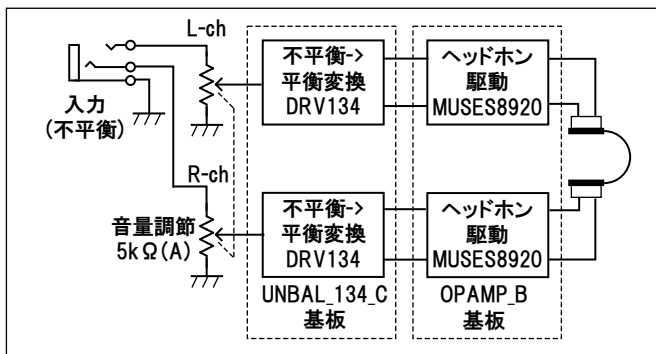 L-ch
入力
(不平衡)
R-ch
音量調節
5kΩ(A)
不平衡->
平衡変換
DRV134
ヘッドホン
駆動
MUSES8920
不平衡->
平衡変換
DRV134
ヘッドホン
駆動
MUSES8920
UNBAL_134_C
基板
OPAMP_B
基板